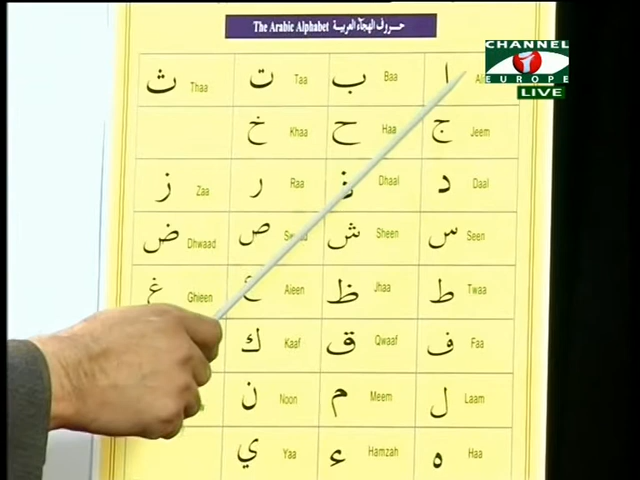 The Arabic Alphabet حروف الهجاء العربية
CHANNEL
EUROPE
LIVE
ا
ب Baa
ت Taa
ث Thaa
ج Jeem
ح Haa
خ Khaa
د Daal
Dhaal
ر Raa
ز Zaa
س Seen
ش Sheen
ص
ض Dhwaad
ط Twaa
ظ Jhaa
ع Aieen
غ Ghieen
ف Faa
ق Qwaaf
ك Kaaf
ل Laam
م Meem
ن Noon
ه Haa
ء Hamzah
ي Yaa